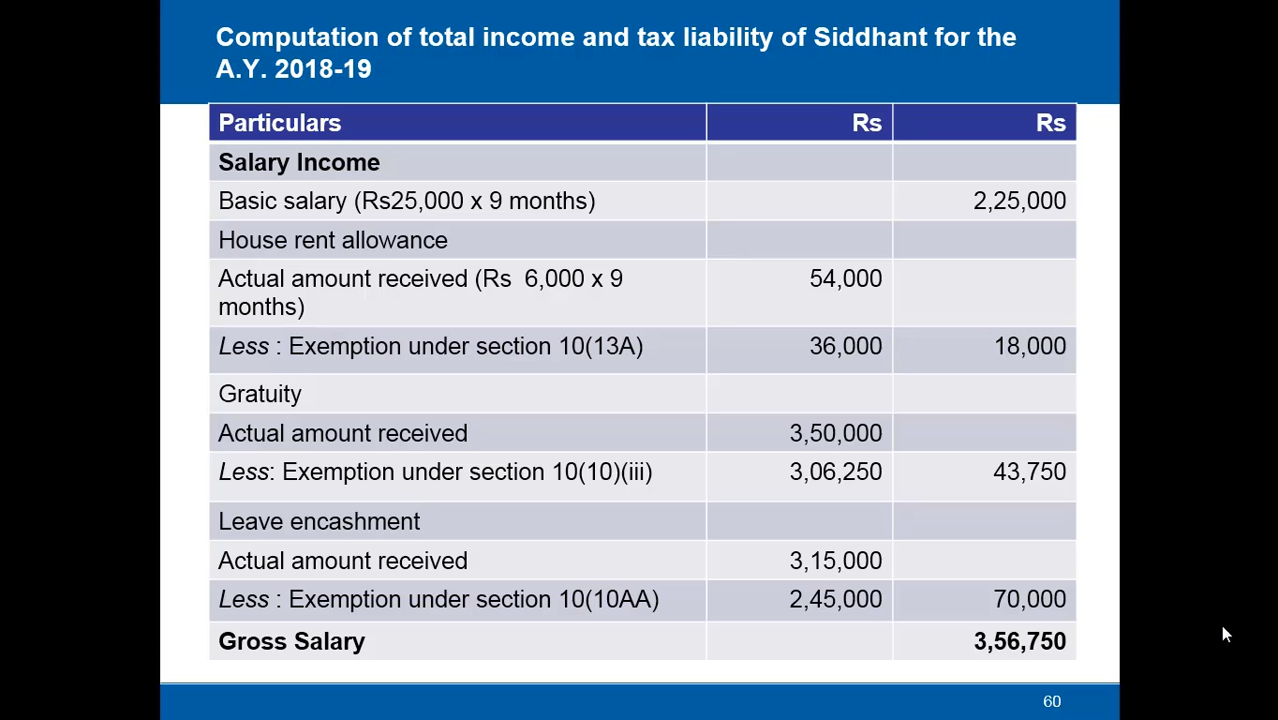 Computation of total income and tax liability of Siddhant for the
A.Y. 2018-19
Particulars Rs Rs
Salary Income
Basic salary (Rs25,000 x 9 months) 2,25,000
House rent allowance
Actual amount received (Rs 6,000 x 9 54,000
months)
Less : Exemption under section 10(13A) 36,000 18,000
Gratuity
Actual amount received 3,50,000
Less: Exemption under section 10(10)(iii) 3,06,250 43,750
Leave encashment
Actual amount received 3,15,000
Less : Exemption under section 10(10AA) 2,45,000 70,000
Gross Salary 3,56,750
60